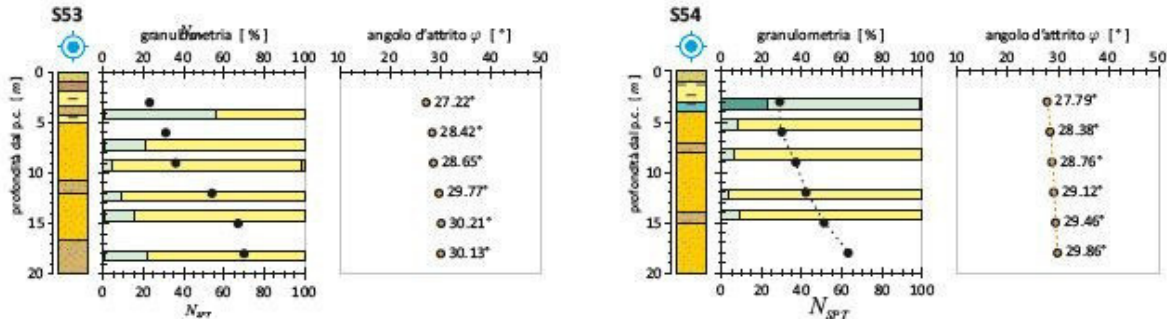 S53
granulometria [ %]
0 20 40 60 80 100
angolo d'attrito φ [ °]
10 20 30 40 50
profondità dal p.c. [ m]
0
5
10
15
20
27.22°
28.42°
28.65°
29.77°
30.21°
30.13°
0 20 40 60 80 100
N_SPT
S54
granulometria [ %]
0 20 40 60 80 100
angolo d'attrito φ [ °]
10 20 30 40 50
profondità dal p.c. [ m]
0
5
10
15
20
27.79°
28.38°
28.76°
29.12°
29.46°
29.86°
0 20 40 60 80 100
N_SPT